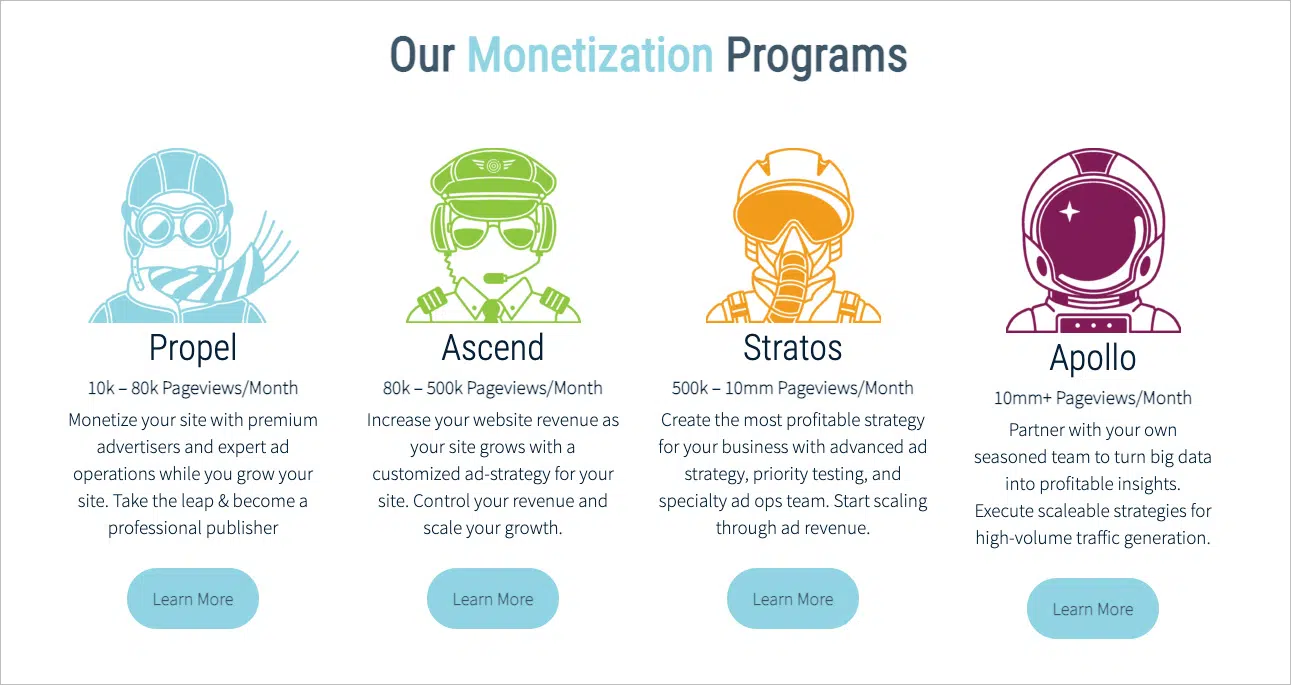 Our Monetization Programs
Propel
10k – 80k Pageviews/Month
Monetize your site with premium
advertisers and expert ad
operations while you grow your
site. Take the leap & become a
professional publisher
Learn More
Ascend
80k – 500k Pageviews/Month
Increase your website revenue as
your site grows with a
customized ad-strategy for your
site. Control your revenue and
scale your growth.
Learn More
Stratos
500k – 10mm Pageviews/Month
Create the most profitable strategy
for your business with advanced ad
strategy, priority testing, and
specialty ad ops team. Start scaling
through ad revenue.
Learn More
Apollo
10mm+ Pageviews/Month
Partner with your own
seasoned team to turn big data
into profitable insights.
Execute scaleable strategies for
high-volume traffic generation.
Learn More